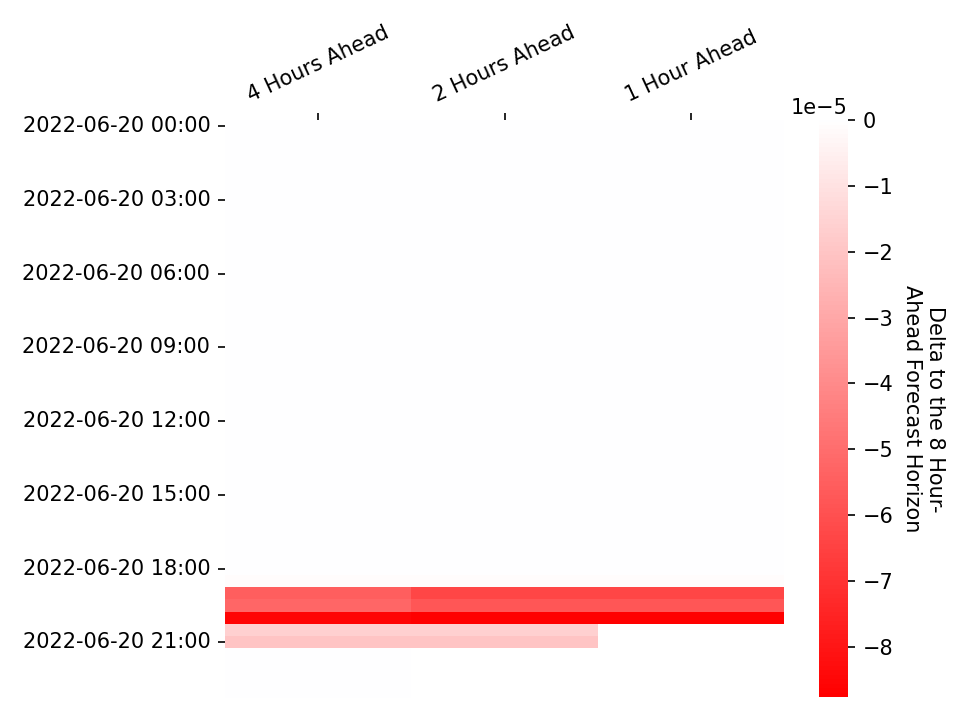 4 Hours Ahead
2 Hours Ahead
1 Hour Ahead
1e−5
2022-06-20 00:00
2022-06-20 03:00
2022-06-20 06:00
2022-06-20 09:00
2022-06-20 12:00
2022-06-20 15:00
2022-06-20 18:00
2022-06-20 21:00
0
−1
−2
−3
−4
−5
−6
−7
−8
Delta to the 8 Hour-
Ahead Forecast Horizon